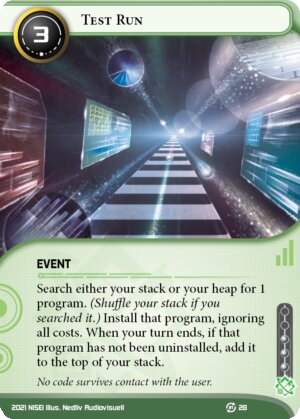 3
TEST RUN
EVENT
Search either your stack or your heap for 1
program. (Shuffle your stack if you
searched it.) Install that program, ignoring
all costs. When your turn ends, if that
program has not been uninstalled, add it
to the top of your stack.
No code survives contact with the user.
2021 NISEI Illus. Nedliv Audiovisuell
20